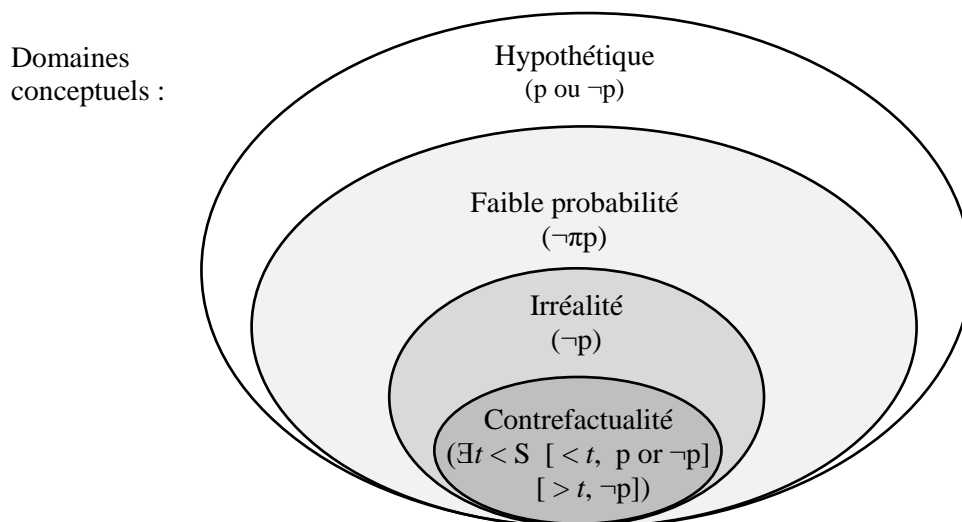 Domaines
conceptuels :
Hypothétique
(p ou ¬p)
Faible probabilité
(¬πp)
Irréalité
(¬p)
Contrefactualité
(∃t < S [ < t, p or ¬p]
[ > t, ¬p])